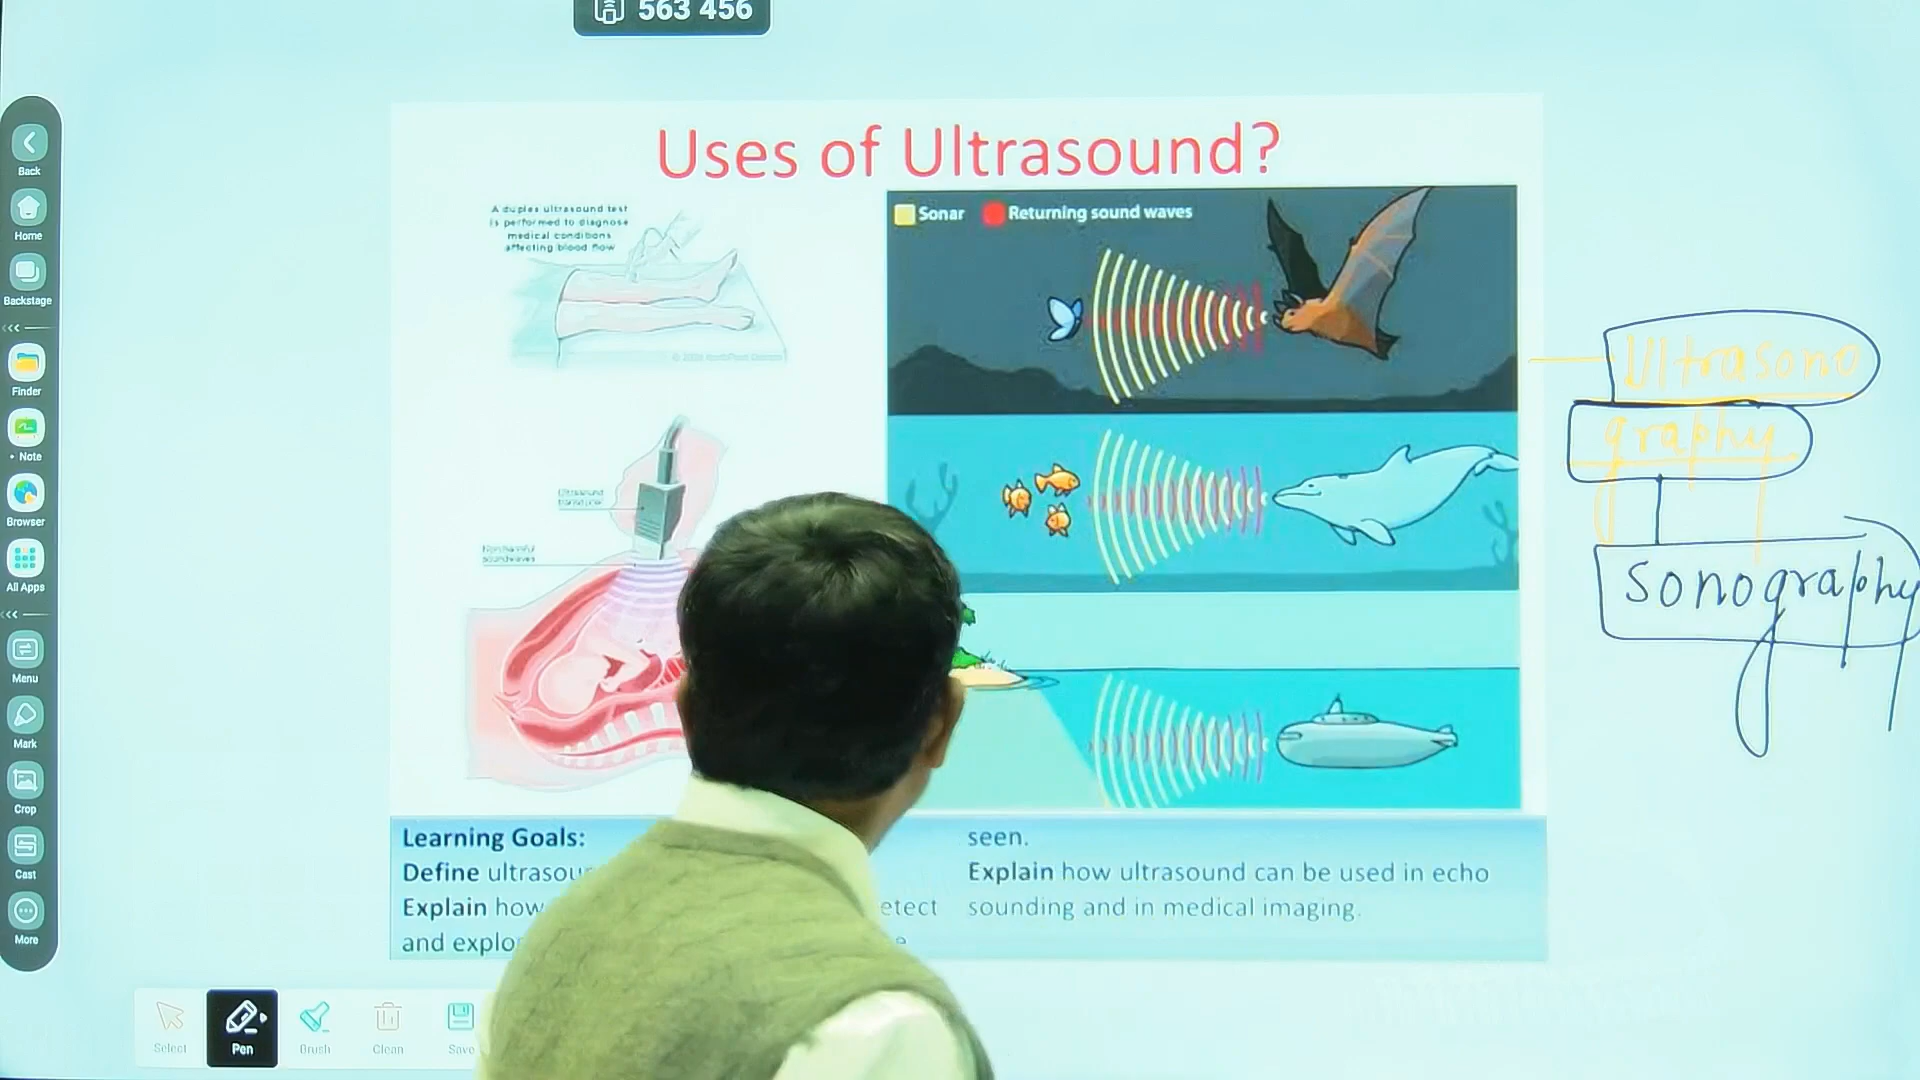 563 456
Back
Home
Backstage
Finder
Note
Browser
All Apps
Menu
Mark
Crop
Cast
More
Uses of Ultrasound?
A duplex ultrasound test
is performed to diagnose
medical conditions
affecting blood flow
Ultrasound
Sonar
Returning sound waves
Ultrasono
graphy
sonography
Learning Goals:
Define
Explain how
and
seen.
Explain how ultrasound can be used in echo
sounding and in medical imaging.
Select
Pen
Brush
Clean
Save